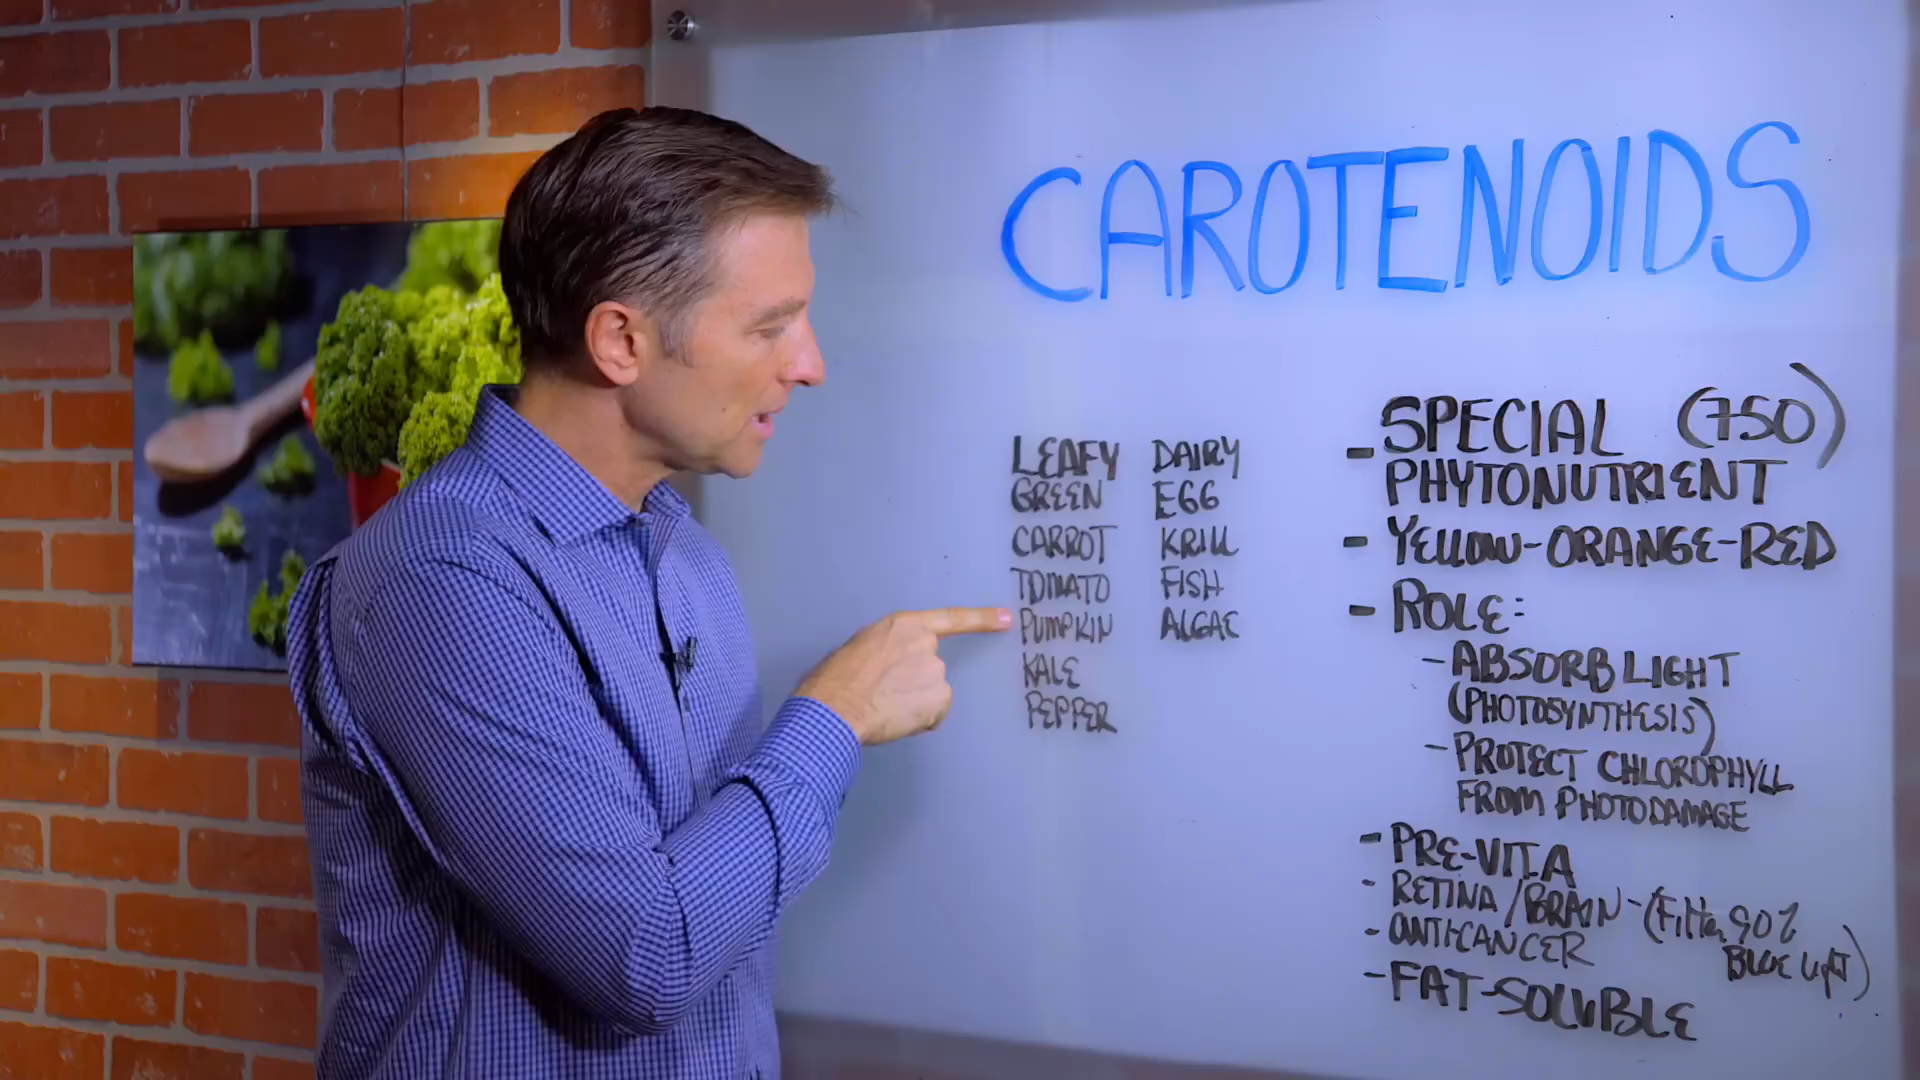 CAROTENOIDS
LEAFY
GREEN
CARROT
TOMATO
PUMPKIN
KALE
PEPPER
DAIRY
EGG
KRILL
FISH
ALGAE
- SPECIAL (750)
PHYTONUTRIENT
- YELLOW-ORANGE-RED
- ROLE:
- ABSORB LIGHT
(PHOTOSYNTHESIS)
- PROTECT CHLOROPHYLL
FROM PHOTODAMAGE
- PRE-VIT.A
- RETINA/BRAIN - (Filter 90%
BLUE Light)
- ANTI-CANCER
- FAT-SOLUBLE